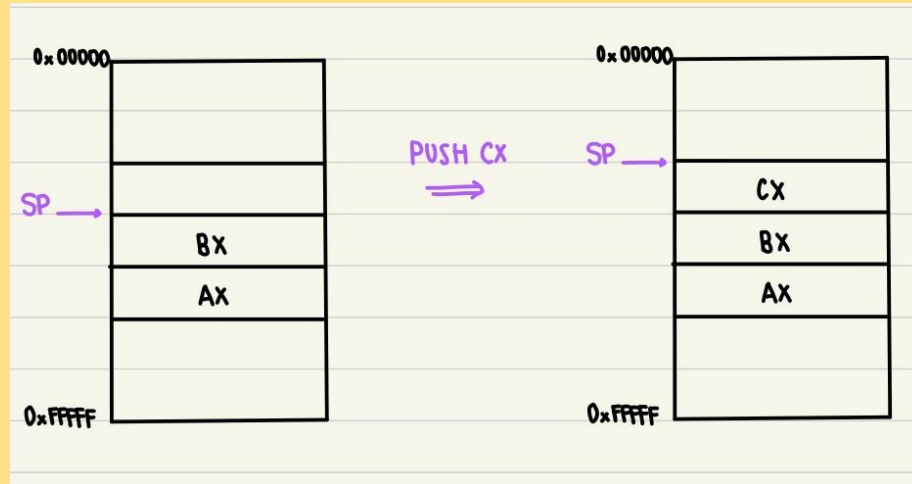 0x00000
SP
BX
AX
0xFFFFF
PUSH CX
0x00000
SP
CX
BX
AX
0xFFFFF